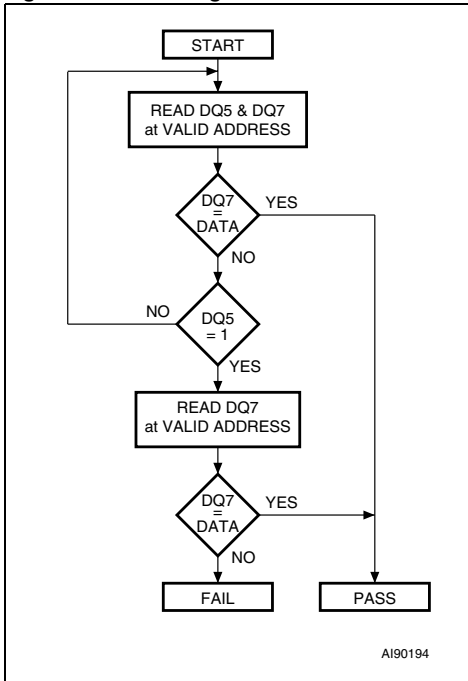 START
READ DQ5 & DQ7
at VALID ADDRESS
DQ7
=
DATA
YES
NO
NO
DQ5
= 1
YES
READ DQ7
at VALID ADDRESS
DQ7
=
DATA
YES
NO
FAIL
PASS
AI90194